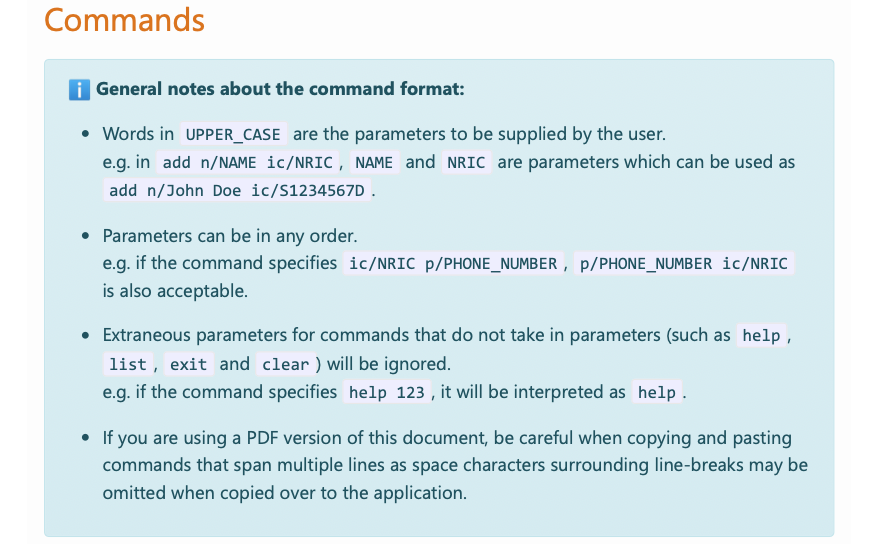 Commands
ℹ️ General notes about the command format:
• Words in UPPER_CASE are the parameters to be supplied by the user.
e.g. in add n/NAME ic/NRIC , NAME and NRIC are parameters which can be used as
add n/John Doe ic/S1234567D .
• Parameters can be in any order.
e.g. if the command specifies ic/NRIC p/PHONE_NUMBER , p/PHONE_NUMBER ic/NRIC
is also acceptable.
• Extraneous parameters for commands that do not take in parameters (such as help ,
list , exit and clear ) will be ignored.
e.g. if the command specifies help 123 , it will be interpreted as help .
• If you are using a PDF version of this document, be careful when copying and pasting
commands that span multiple lines as space characters surrounding line-breaks may be
omitted when copied over to the application.